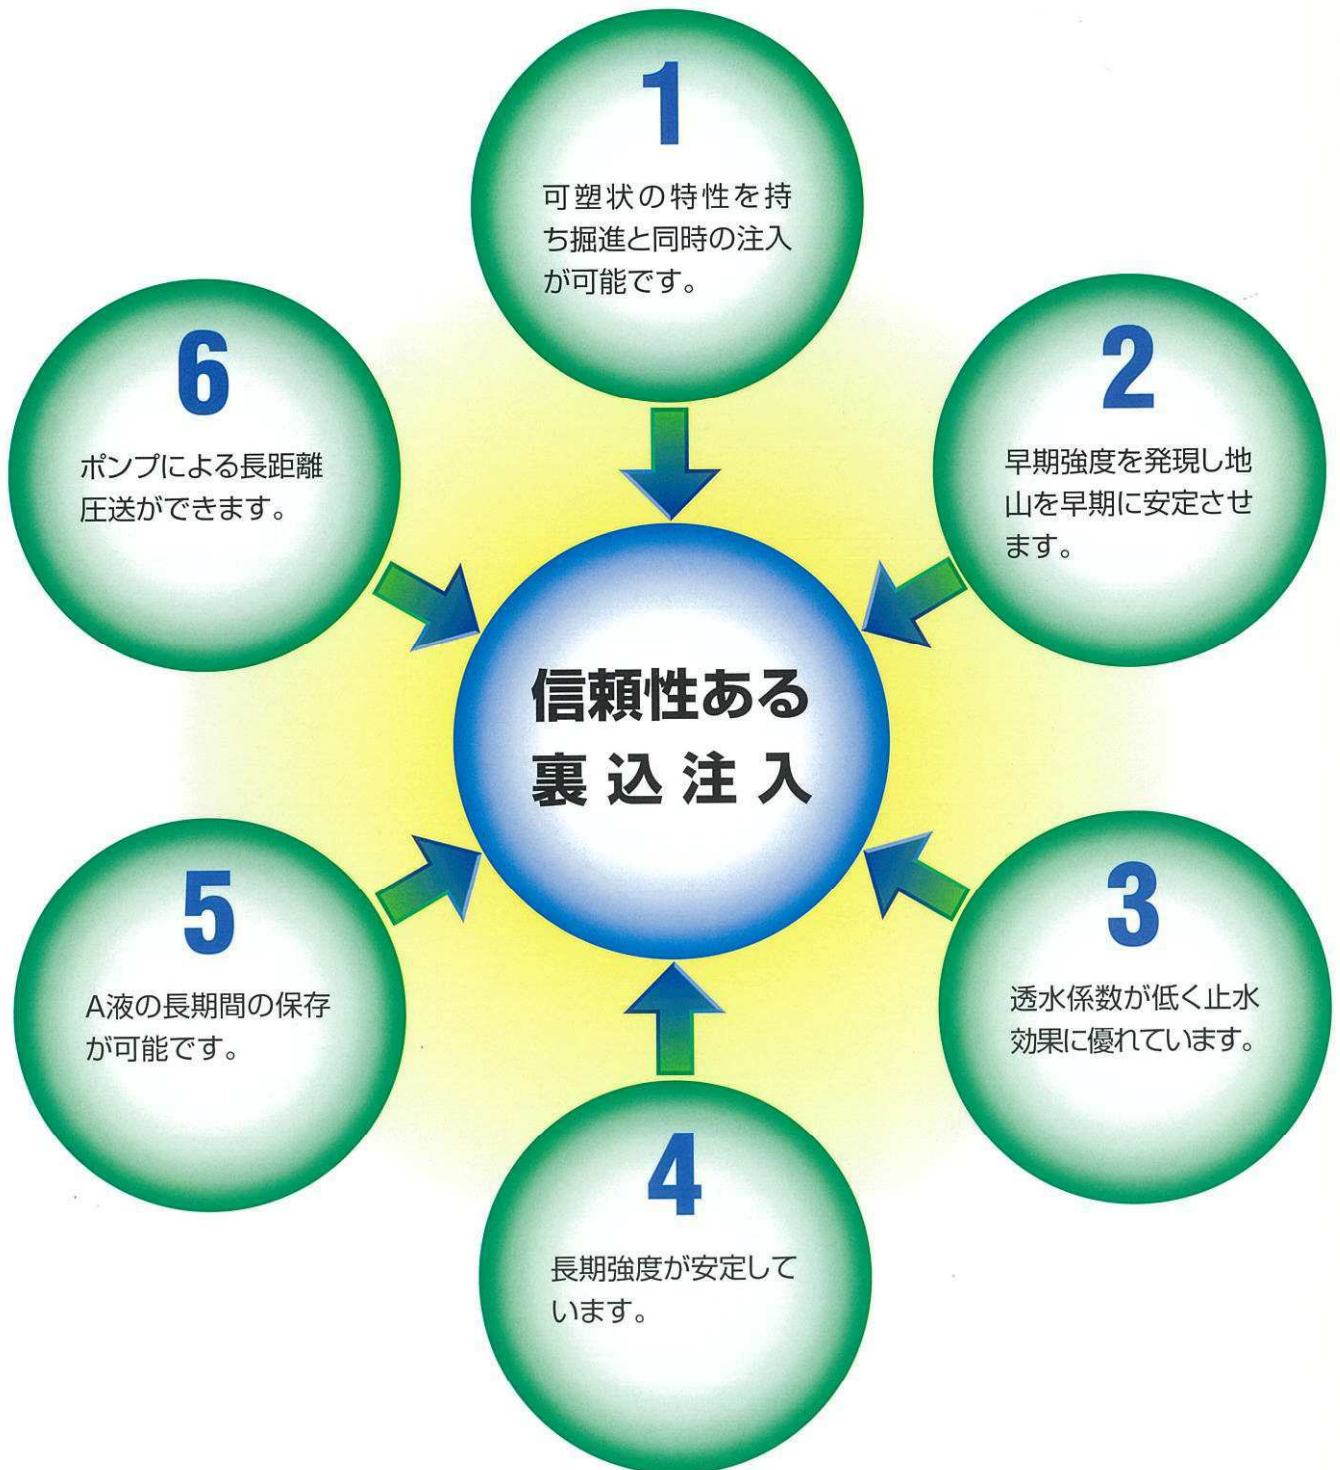 1
可塑状の特性を持
ち掘進と同時の注入
が可能です。
2
早期強度を発現し地
山を早期に安定させ
ます。
3
透水係数が低く止水
効果に優れています。
4
長期強度が安定して
います。
5
A液の長期間の保存
が可能です。
6
ポンプによる長距離
圧送ができます。
信頼性ある
裏込注入